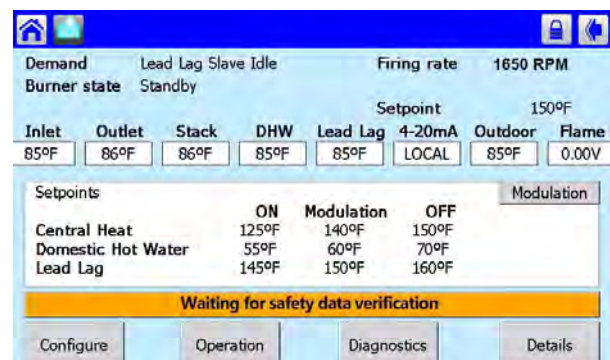 Demand Lead Lag Slave Idle Firing rate 1650 RPM
Burner state Standby
Setpoint 150ºF
Inlet Outlet Stack DHW Lead Lag 4-20mA Outdoor Flame
85ºF 86ºF 86ºF 85ºF 85ºF LOCAL 85ºF 0.00V
Setpoints Modulation
ON Modulation OFF
Central Heat 125ºF 140ºF 150ºF
Domestic Hot Water 55ºF 60ºF 70ºF
Lead Lag 145ºF 150ºF 160ºF
Waiting for safety data verification
Configure Operation Diagnostics Details